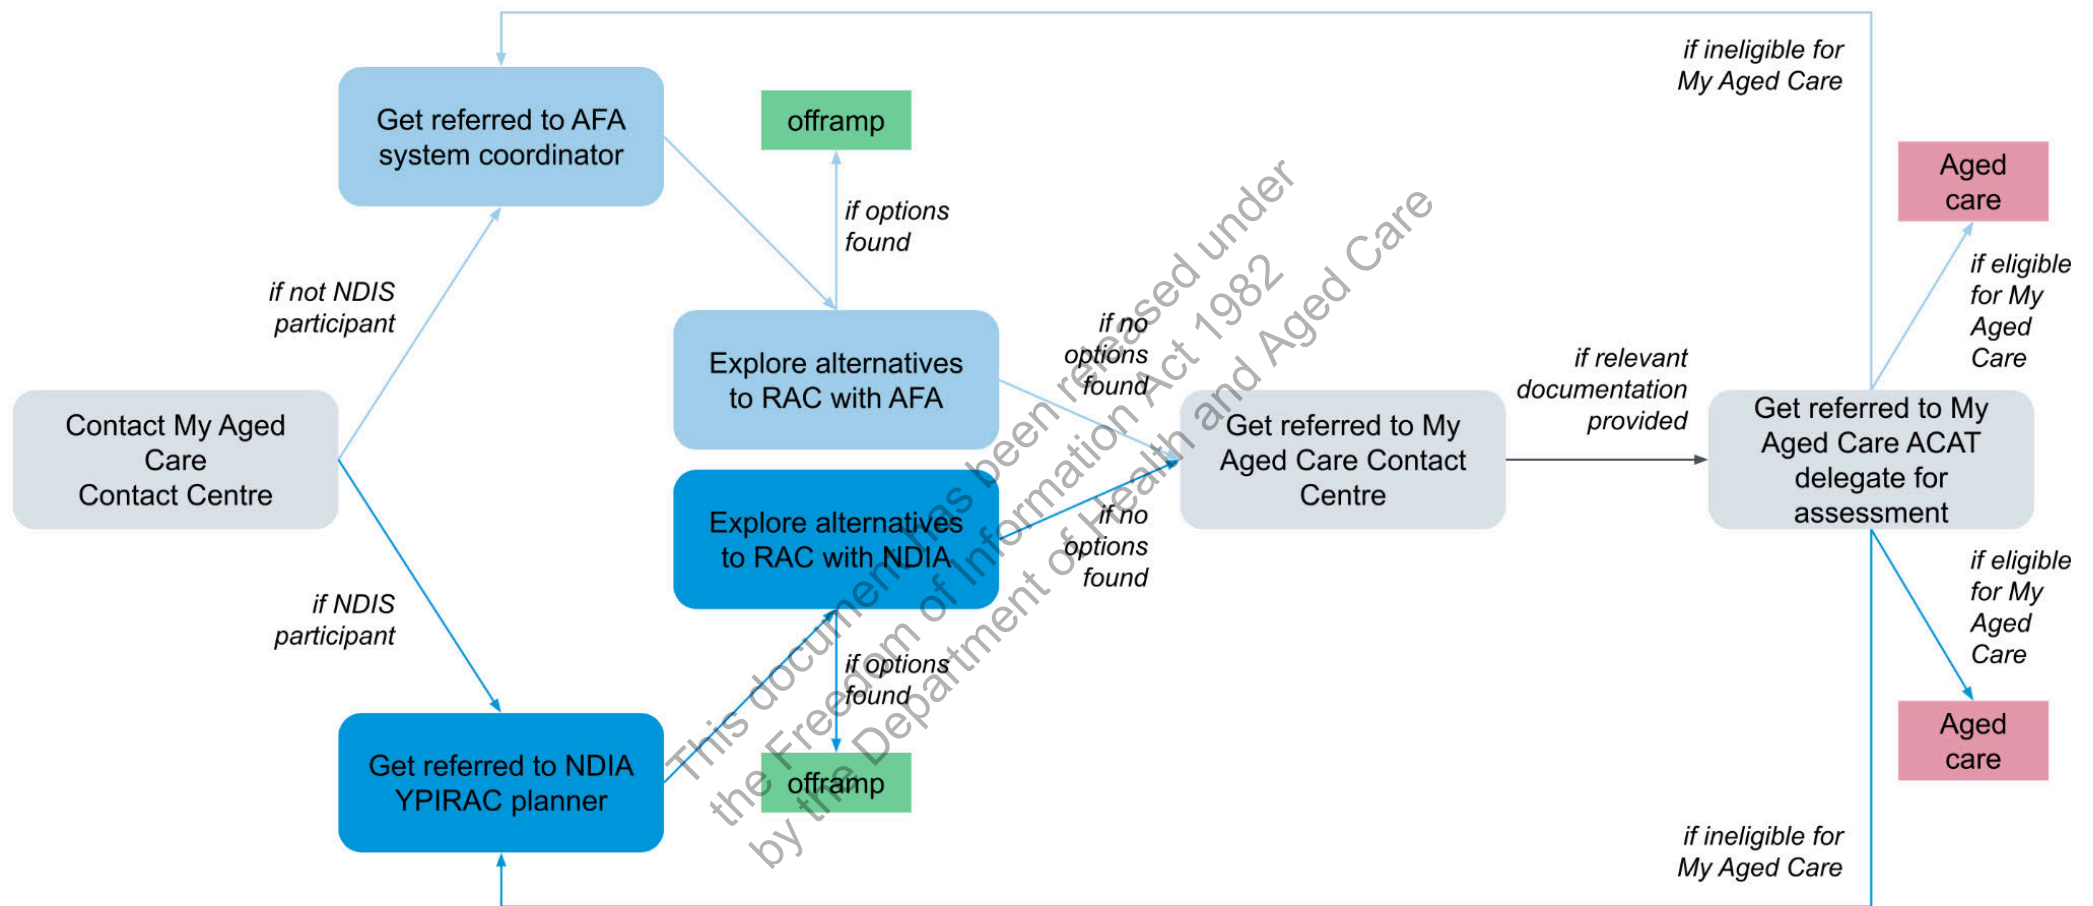 if ineligible for
My Aged Care
Get referred to AFA
system coordinator
offramp
Aged
care
if options
found
if not NDIS
participant
if eligible
for My
Aged
Care
Explore alternatives
to RAC with AFA
if no
options
found
if relevant
documentation
provided
Contact My Aged
Care
Contact Centre
Get referred to My
Aged Care Contact
Centre
Get referred to My
Aged Care ACAT
delegate for
assessment
Explore alternatives
to RAC with NDIA
if no
options
found
if NDIS
participant
if options
found
if eligible
for My
Aged
Care
Get referred to NDIA
YPIRAC planner
offramp
Aged
care
if ineligible for
My Aged Care
This document has been released under
the Freedom of Information Act 1982
by the Department of Health and Aged Care